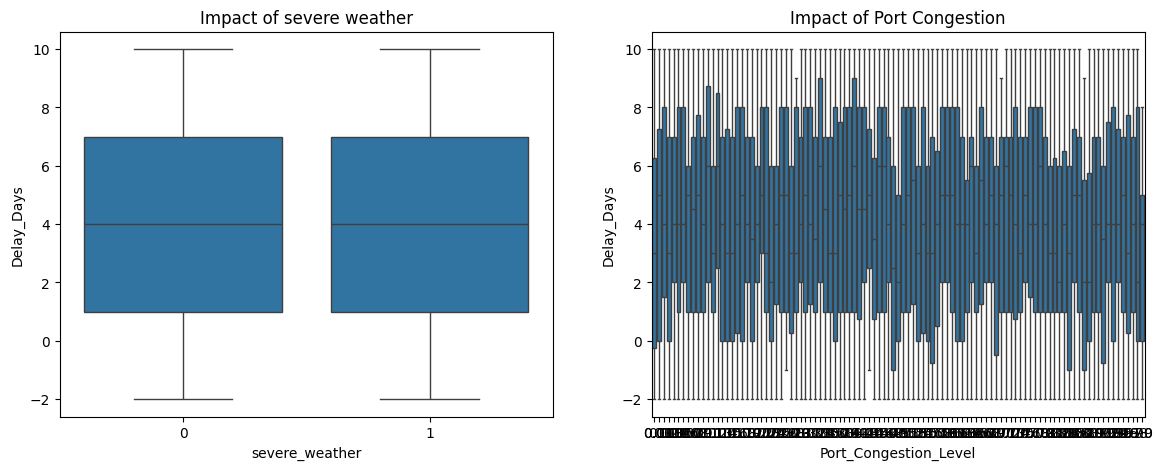 Impact of severe weather
Delay_Days
10
8
6
4
2
0
−2
0 1
severe_weather
Impact of Port Congestion
Delay_Days
10
8
6
4
2
0
−2
Port_Congestion_Level